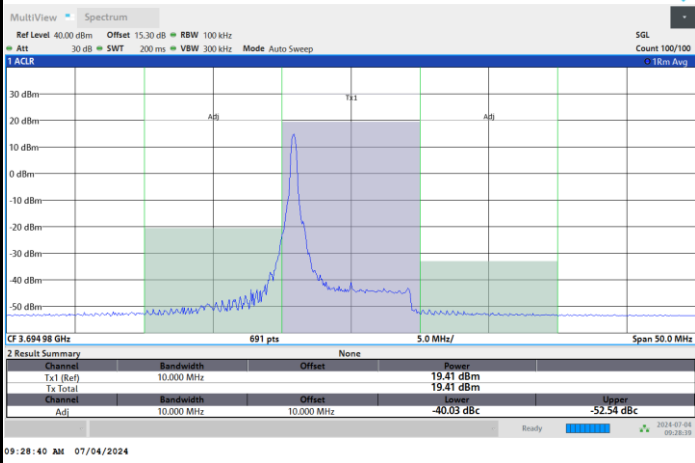 MultiView Spectrum
Ref Level 40.00 dBm Offset 15.30 dB RBW 100 kHz SGL
Att 30 dB SWT 200 ms VBW 300 kHz Mode Auto Sweep Count 100/100
1 ACLR 1Rm Avg
30 dBm
Tx1
20 dBm
Adj Adj
10 dBm
0 dBm
-10 dBm
-20 dBm
-30 dBm
-40 dBm
-50 dBm
CF 3.694 98 GHz 691 pts 5.0 MHz/ Span 50.0 MHz
2 Result Summary None
Channel Bandwidth Offset Power
Tx1 (Ref) 10.000 MHz 19.41 dBm
Tx Total 19.41 dBm
Channel Bandwidth Offset Lower Upper
Adj 10.000 MHz 10.000 MHz -40.03 dBc -52.54 dBc
Ready 09:28:39
09:28:40 AM 07/04/2024